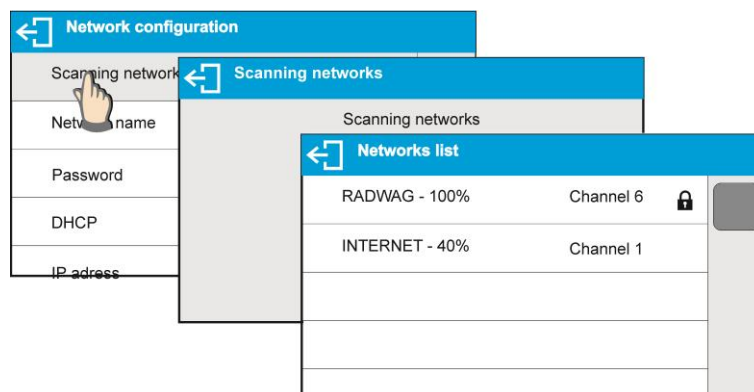 Network configuration
Scanning network
Network name
Password
DHCP
IP adress
Scanning networks
Scanning networks
Networks list
RADWAG - 100% Channel 6
INTERNET - 40% Channel 1